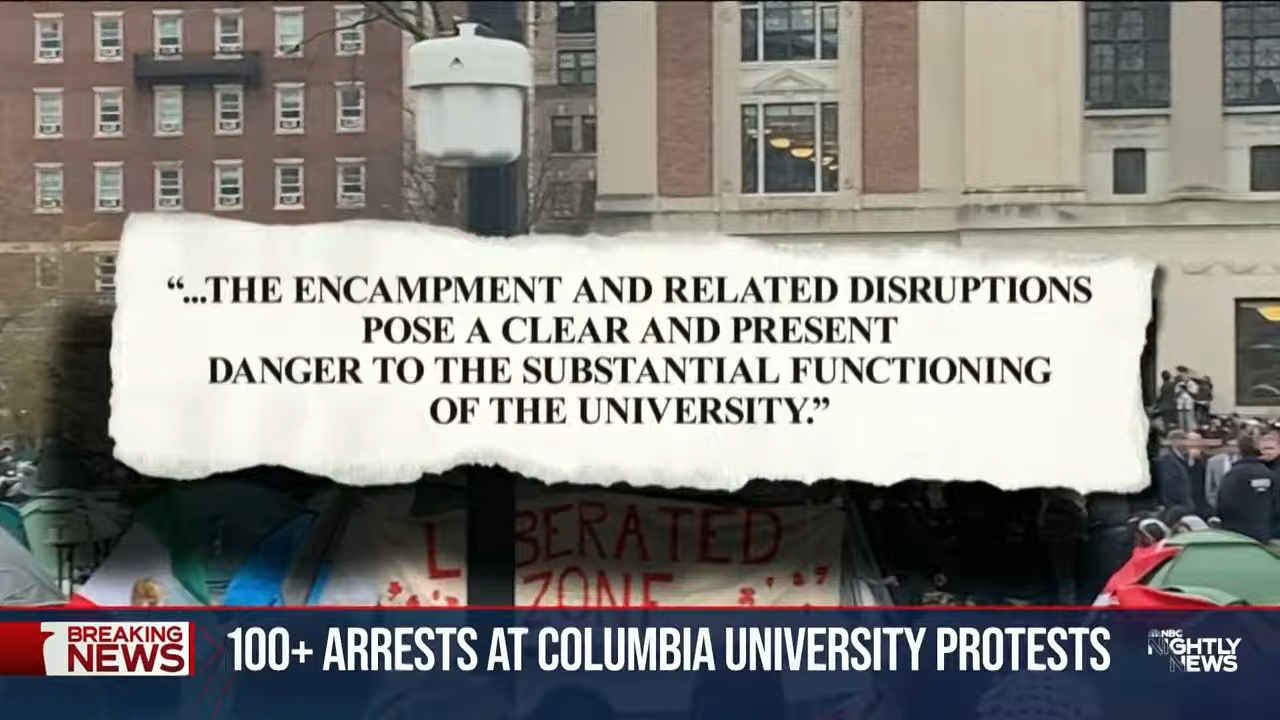 “...THE ENCAMPMENT AND RELATED DISRUPTIONS
POSE A CLEAR AND PRESENT
DANGER TO THE SUBSTANTIAL FUNCTIONING
OF THE UNIVERSITY.”
LIBERATED
ZONE
BREAKING
NEWS
100+ ARRESTS AT COLUMBIA UNIVERSITY PROTESTS
NBC
NIGHTLY
NEWS